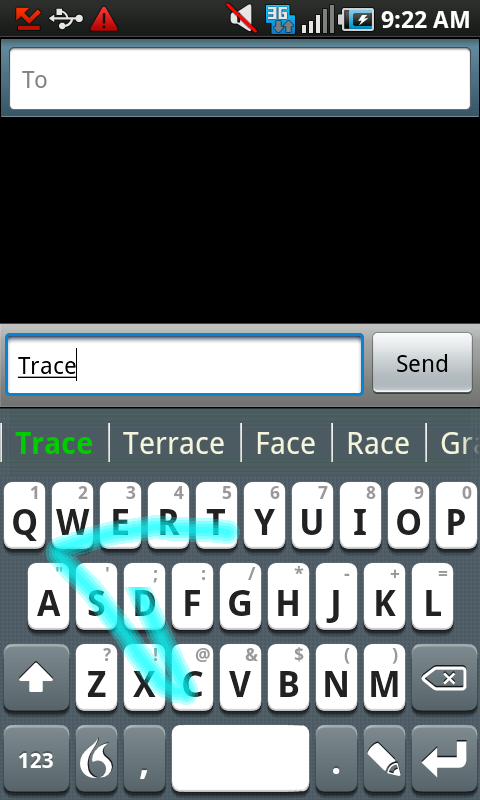 3G 9:22 AM
To
Trace Send
Trace Terrace Face Race Gr
1 2 3 4 5 6 7 8 9 0
Q W E R T Y U I O P
" ' ; : / * - + =
A S D F G H J K L
? ! @ & $ ( )
Z X C V B N M
123 , .